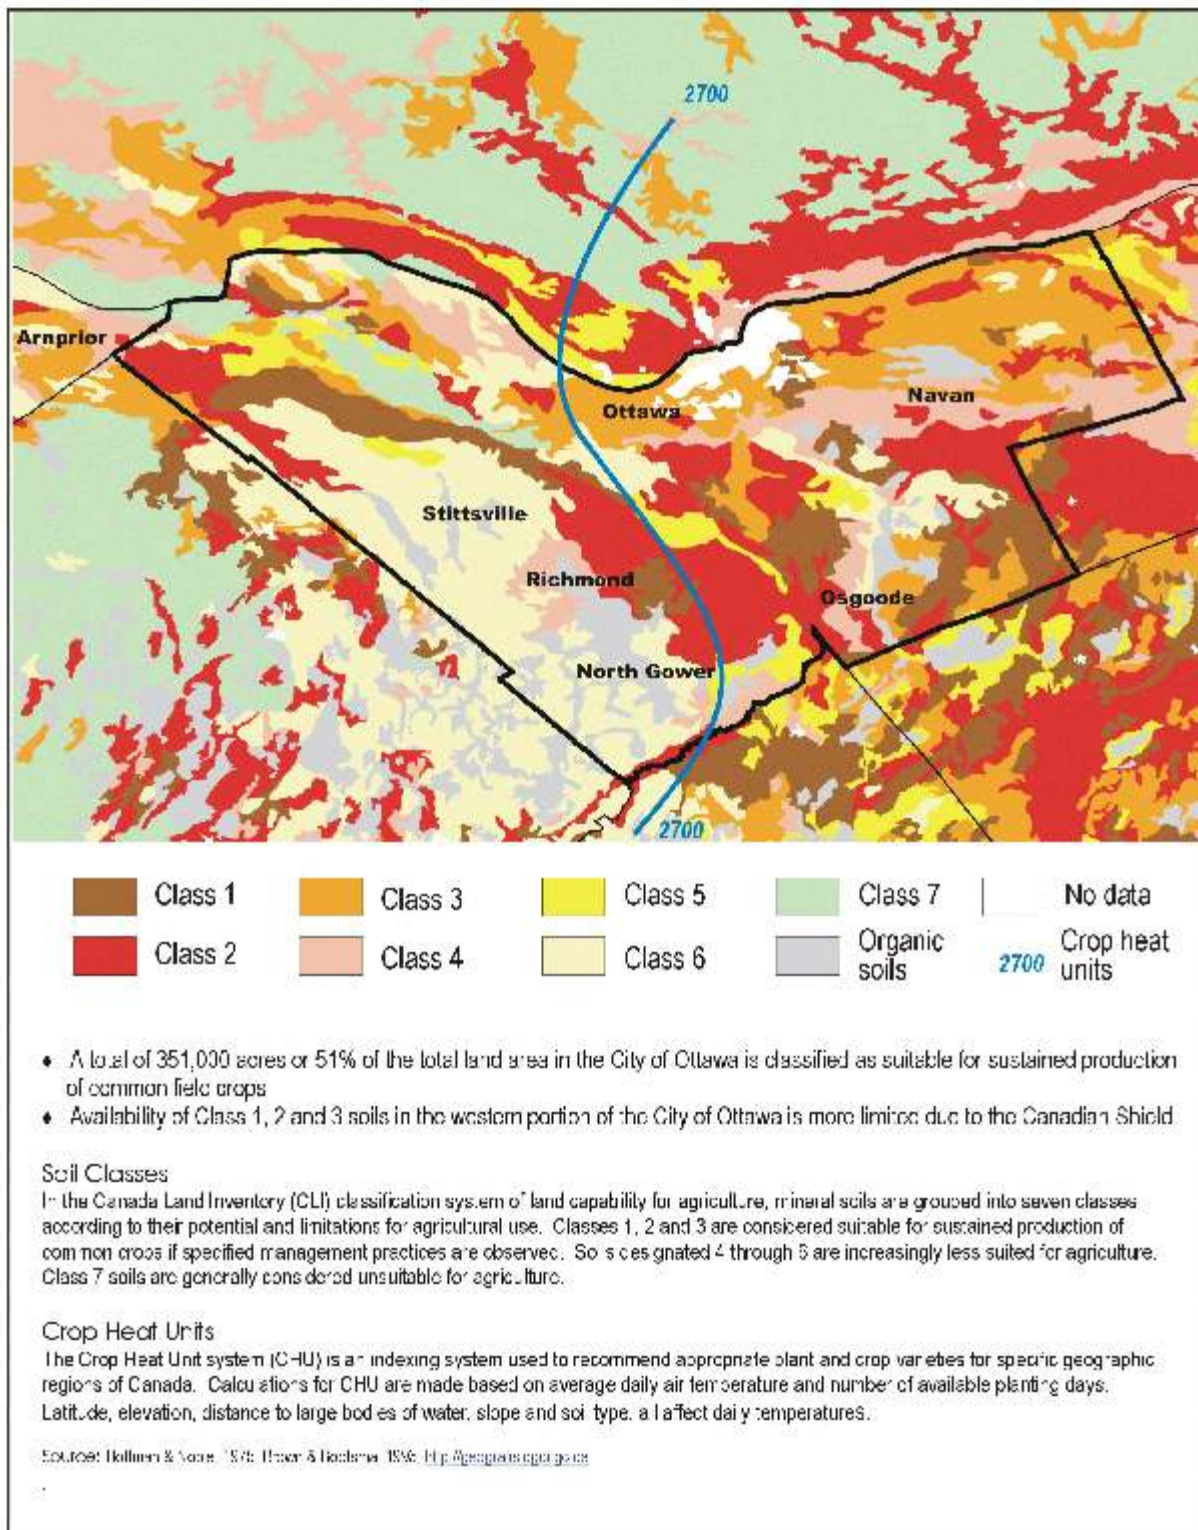 2700
Arnprior
Ottawa
Navan
Stittsville
Richmond
Osgoode
North Gower
2700
Class 1
Class 3
Class 5
Class 7
No data
Class 2
Class 4
Class 6
Organic
soils
2700
Crop heat
units
♦ A total of 351,000 acres or 51% of the total land area in the City of Ottawa is classified as suitable for sustained production
of common field crops
♦ Availability of Class 1, 2 and 3 soils in the western portion of the City of Ottawa is more limited due to the Canadian Shield
Soil Classes
In the Canada Land Inventory (CLI) classification system of land capability for agriculture, mineral soils are grouped into seven classes
according to their potential and limitations for agricultural use. Classes 1, 2 and 3 are considered suitable for sustained production of
common crops if specified management practices are observed. Soils designated 4 through 6 are increasingly less suited for agriculture.
Class 7 soils are generally considered unsuitable for agriculture.
Crop Heat Units
The Crop Heat Unit system (CHU) is an indexing system used to recommend appropriate plant and crop varieties for specific geographic
regions of Canada. Calculations for CHU are made based on average daily air temperature and number of available planting days.
Latitude, elevation, distance to large bodies of water, slope and soil type, all affect daily temperatures.
Sources Hoffman & Noble, 1975, Brown & Bootsma,